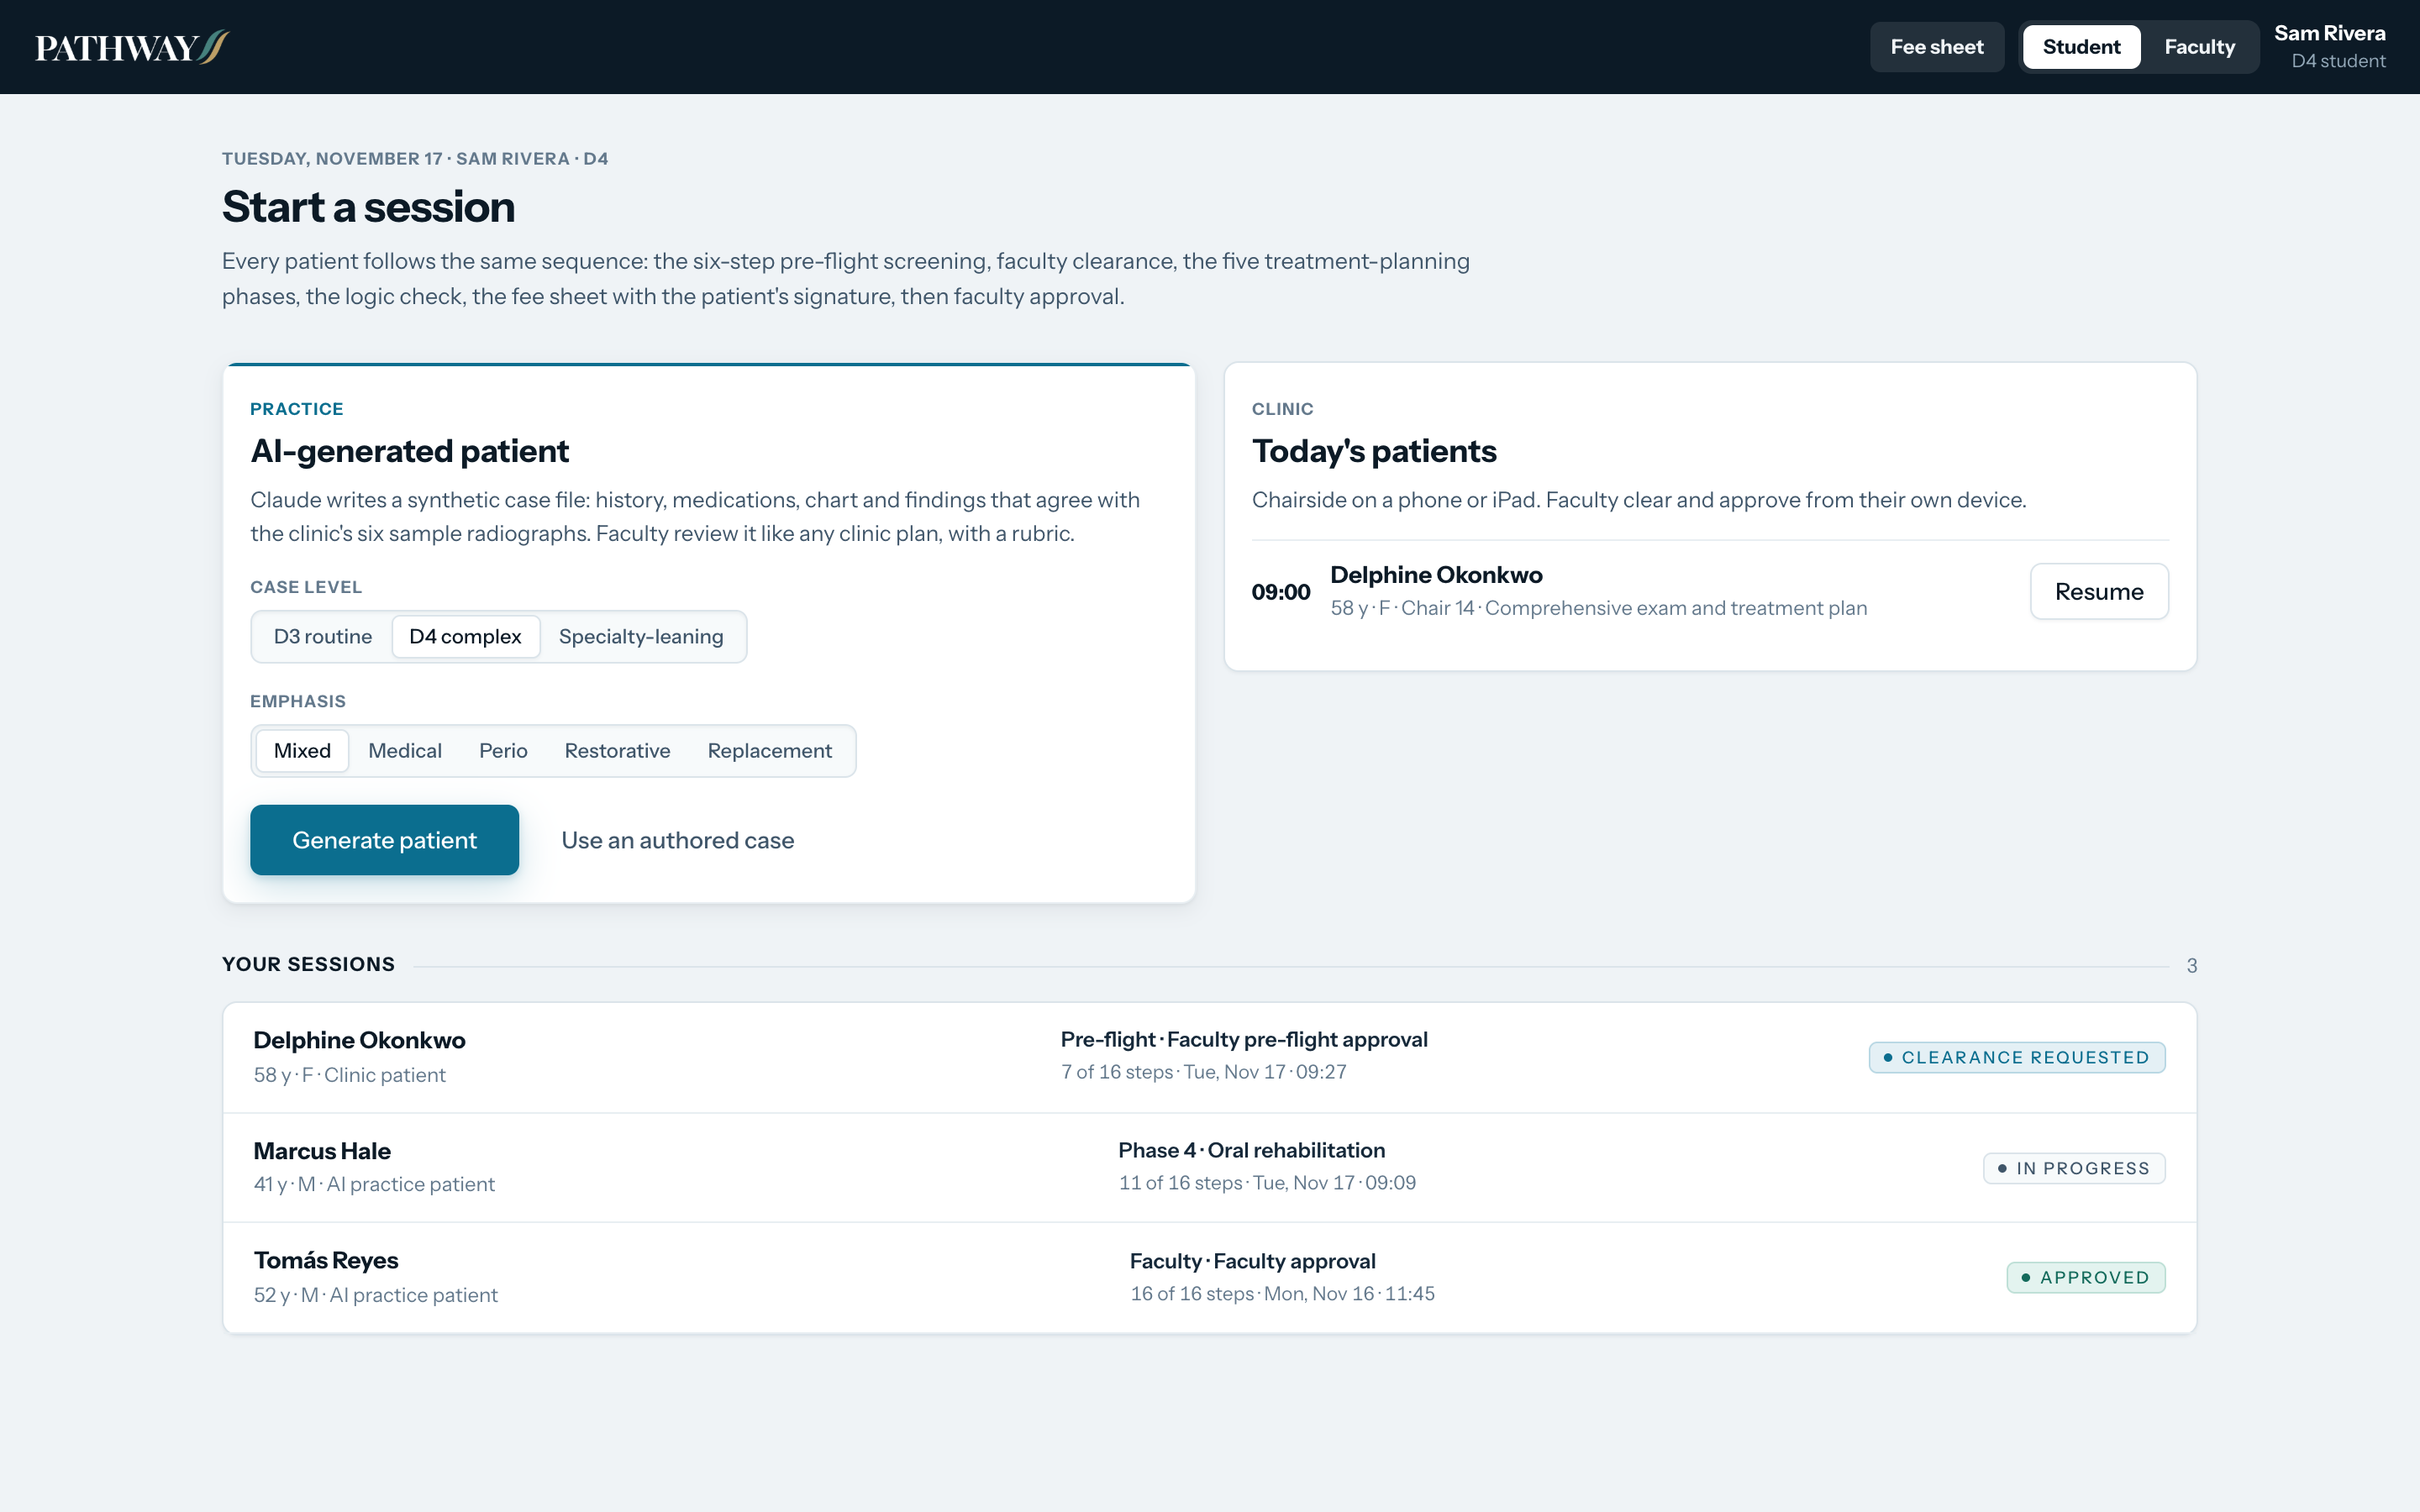 PATHWAY
Fee sheet
Student
Faculty
Sam Rivera
D4 student
TUESDAY, NOVEMBER 17 · SAM RIVERA · D4
Start a session
Every patient follows the same sequence: the six-step pre-flight screening, faculty clearance, the five treatment-planning
phases, the logic check, the fee sheet with the patient's signature, then faculty approval.
PRACTICE
AI-generated patient
Claude writes a synthetic case file: history, medications, chart and findings that agree with
the clinic's six sample radiographs. Faculty review it like any clinic plan, with a rubric.
CASE LEVEL
D3 routine
D4 complex
Specialty-leaning
EMPHASIS
Mixed
Medical
Perio
Restorative
Replacement
Generate patient
Use an authored case
CLINIC
Today's patients
Chairside on a phone or iPad. Faculty clear and approve from their own device.
09:00
Delphine Okonkwo
58 y · F · Chair 14 · Comprehensive exam and treatment plan
Resume
YOUR SESSIONS
3
Delphine Okonkwo
58 y · F · Clinic patient
Pre-flight · Faculty pre-flight approval
7 of 16 steps · Tue, Nov 17 · 09:27
CLEARANCE REQUESTED
Marcus Hale
41 y · M · AI practice patient
Phase 4 · Oral rehabilitation
11 of 16 steps · Tue, Nov 17 · 09:09
IN PROGRESS
Tomás Reyes
52 y · M · AI practice patient
Faculty · Faculty approval
16 of 16 steps · Mon, Nov 16 · 11:45
APPROVED